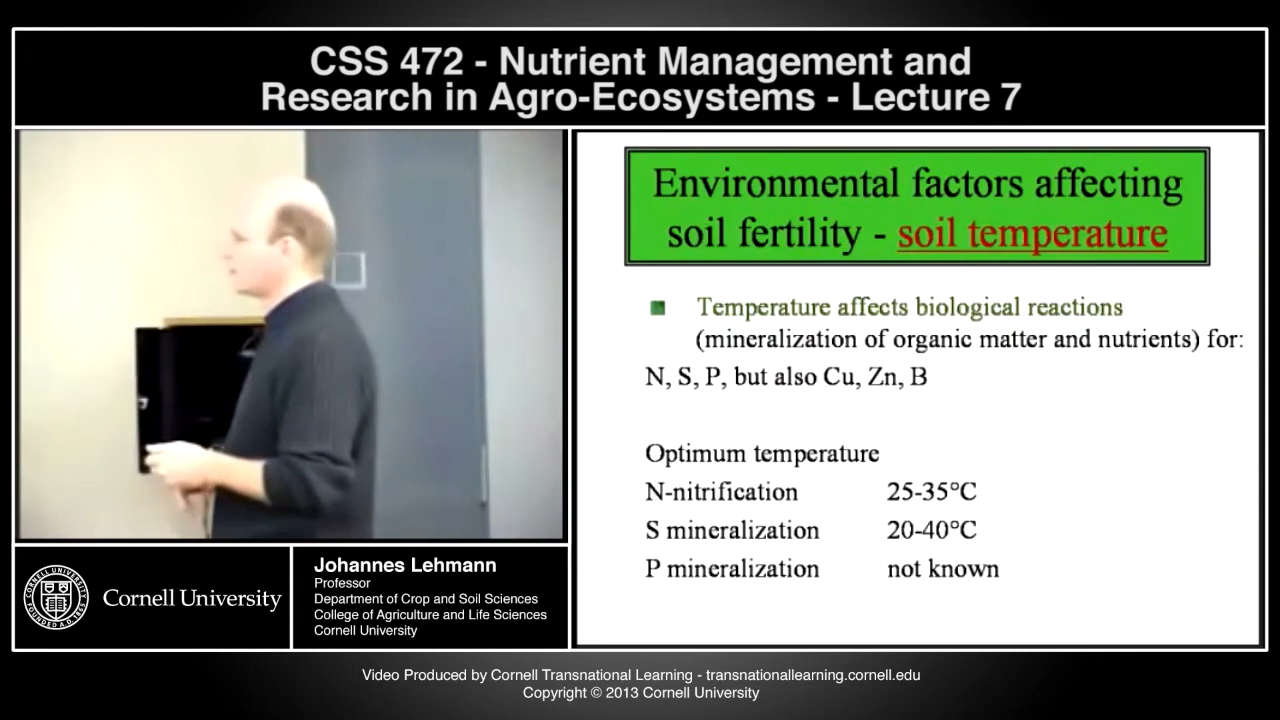 CSS 472 - Nutrient Management and
Research in Agro-Ecosystems - Lecture 7
Environmental factors affecting
soil fertility - soil temperature
Temperature affects biological reactions
(mineralization of organic matter and nutrients) for:
N, S, P, but also Cu, Zn, B
Optimum temperature
N-nitrification 25-35°C
S mineralization 20-40°C
P mineralization not known
Cornell University
Johannes Lehmann
Professor
Department of Crop and Soil Sciences
College of Agriculture and Life Sciences
Cornell University
Video Produced by Cornell Transnational Learning - transnationallearning.cornell.edu
Copyright © 2013 Cornell University